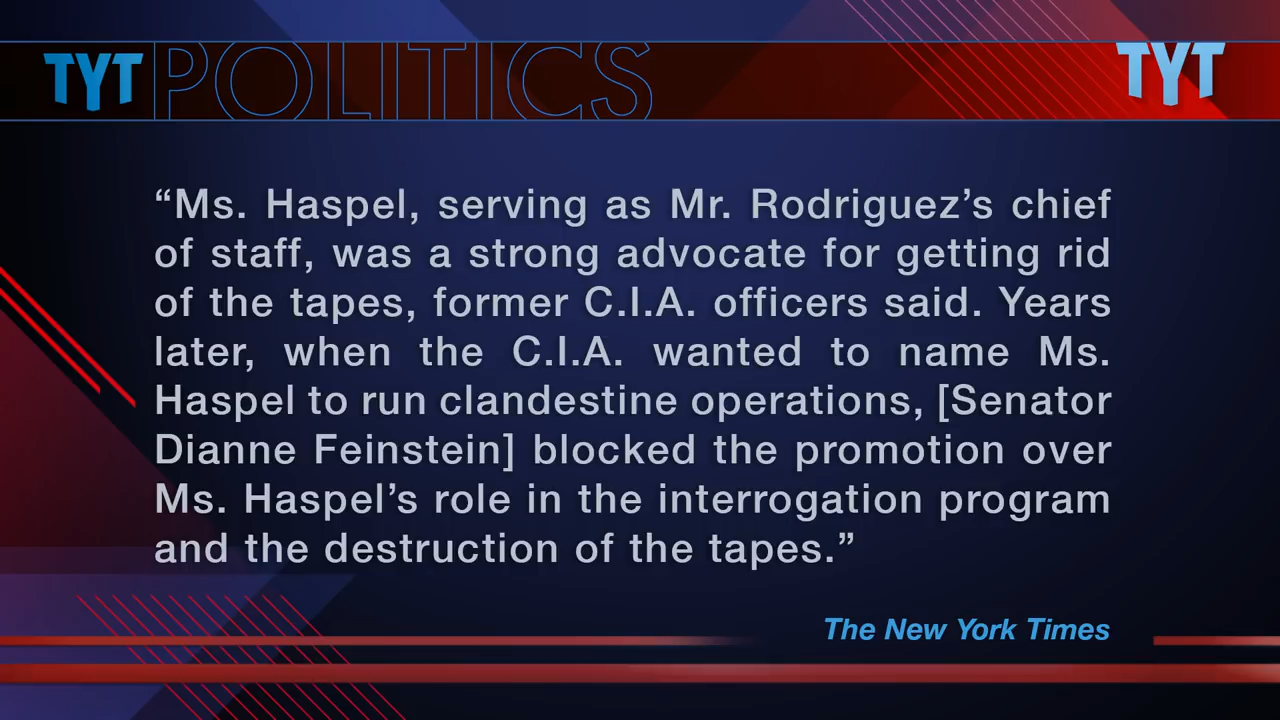 TYT POLITICS
TYT
“Ms. Haspel, serving as Mr. Rodriguez’s chief
of staff, was a strong advocate for getting rid
of the tapes, former C.I.A. officers said. Years
later, when the C.I.A. wanted to name Ms.
Haspel to run clandestine operations, [Senator
Dianne Feinstein] blocked the promotion over
Ms. Haspel’s role in the interrogation program
and the destruction of the tapes.”
The New York Times